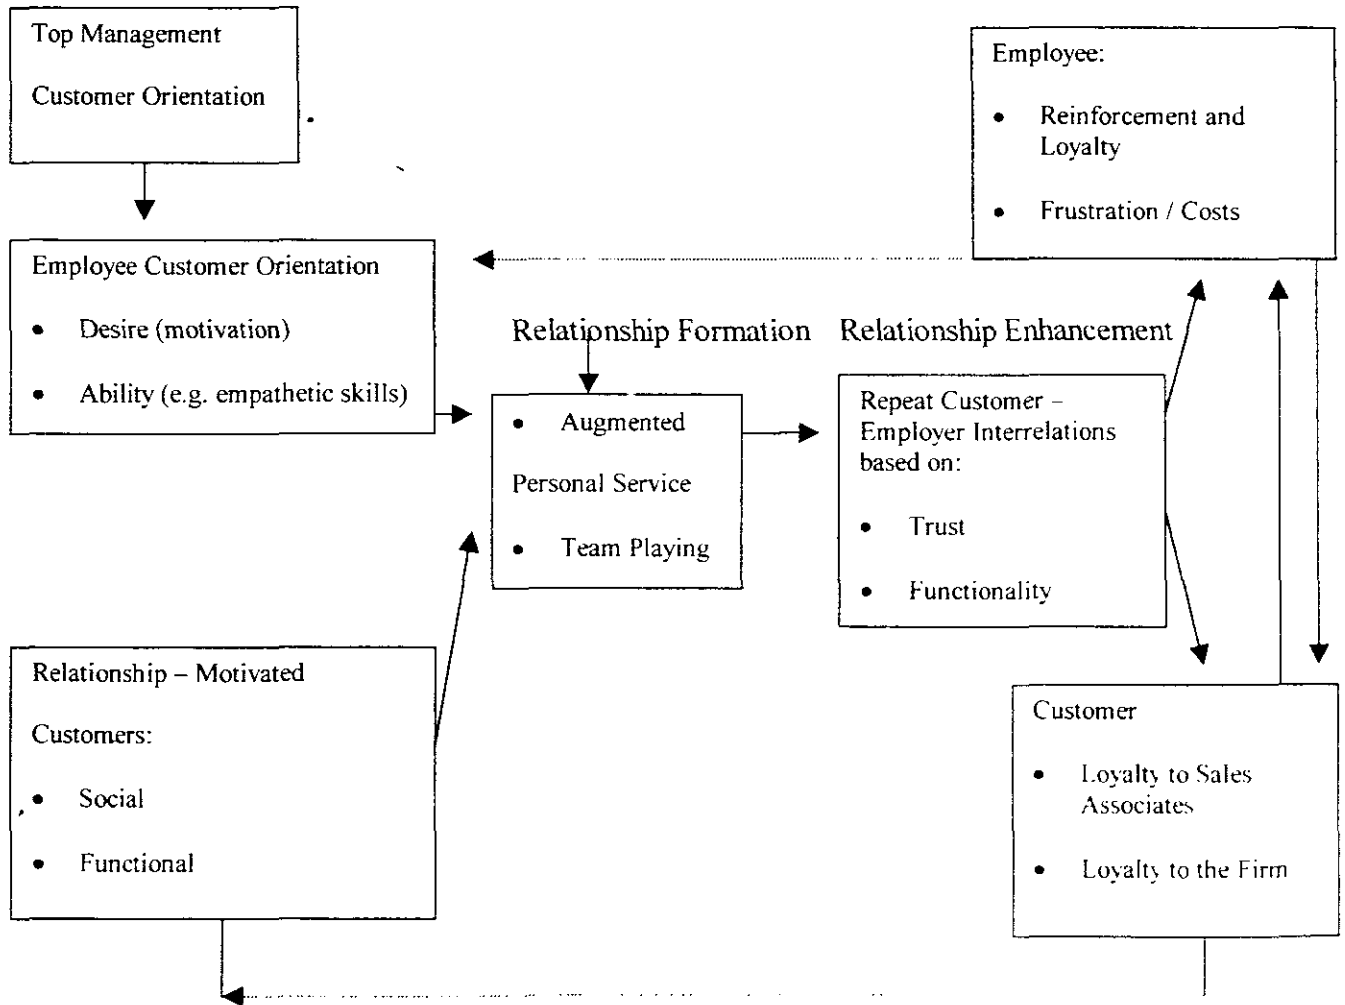 Top Management
Customer Orientation
Employee Customer Orientation
• Desire (motivation)
• Ability (e.g. empathetic skills)
Relationship – Motivated
Customers:
• Social
• Functional
Relationship Formation
• Augmented
Personal Service
• Team Playing
Relationship Enhancement
Repeat Customer –
Employer Interrelations
based on:
• Trust
• Functionality
Employee:
• Reinforcement and
Loyalty
• Frustration / Costs
Customer
• Loyalty to Sales
Associates
• Loyalty to the Firm